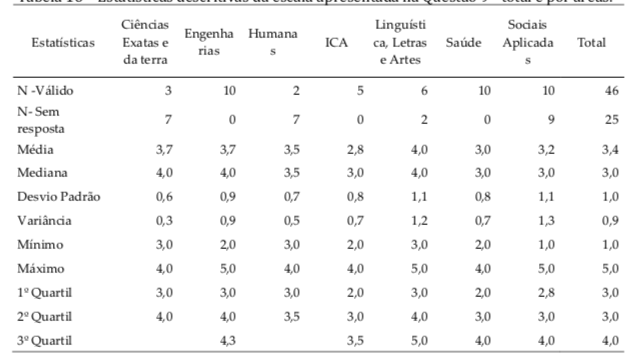 Tabela 10 - Estatísticas descritivas da escala apresentada na Questão 9 - total e por áreas.
Estatísticas Ciências Exatas e da terra Engenha rias Humana s ICA Linguísti ca, Letras e Artes Saúde Sociais Aplicada s Total
N -Válido 3 10 2 5 6 10 10 46
N- Sem resposta 7 0 7 0 2 0 9 25
Média 3,7 3,7 3,5 2,8 4,0 3,0 3,2 3,4
Mediana 4,0 4,0 3,5 3,0 4,0 3,0 3,0 3,0
Desvio Padrão 0,6 0,9 0,7 0,8 1,1 0,8 1,1 1,0
Variância 0,3 0,9 0,5 0,7 1,2 0,7 1,3 0,9
Mínimo 3,0 2,0 3,0 2,0 3,0 2,0 1,0 1,0
Máximo 4,0 5,0 4,0 4,0 5,0 4,0 5,0 5,0
1º Quartil 3,0 3,0 3,0 2,0 3,0 2,0 2,8 3,0
2º Quartil 4,0 4,0 3,5 3,0 4,0 3,0 3,0 3,0
3º Quartil 4,3 3,5 5,0 4,0 4,0 4,0